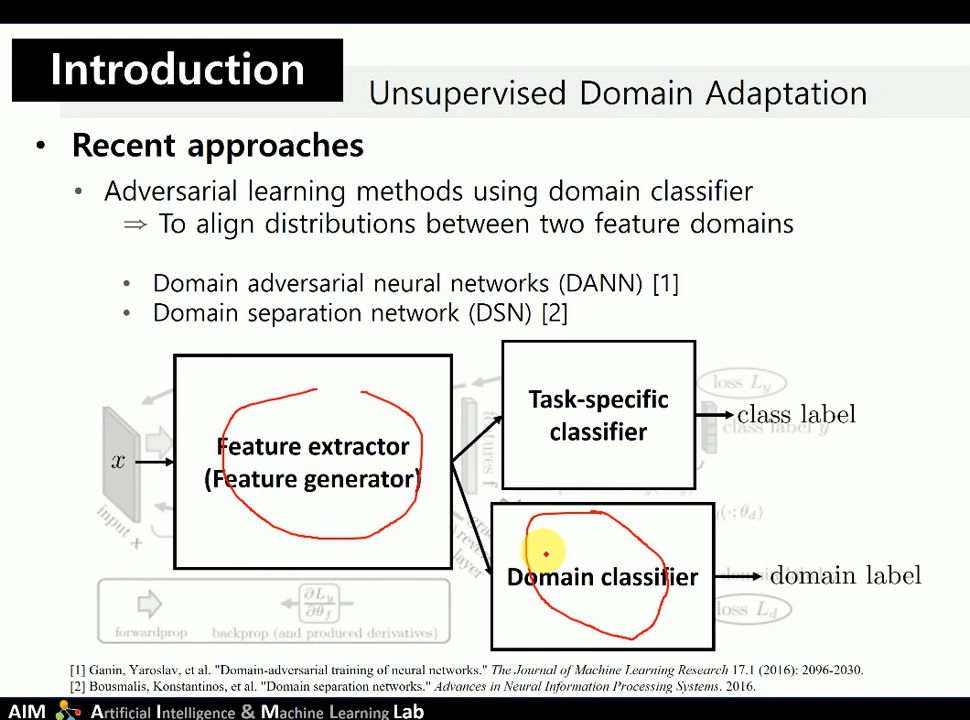 Introduction
Unsupervised Domain Adaptation
• Recent approaches
• Adversarial learning methods using domain classifier
⇒ To align distributions between two feature domains
• Domain adversarial neural networks (DANN) [1]
• Domain separation network (DSN) [2]
x
Feature extractor
(Feature generator)
Task-specific
classifier
loss L_y
class label
class label y
features f
input x
layer
Domain classifier
domain label
loss L_d
∂L_y
∂θ_f
forwardprop
backprop (and produced derivatives)
[1] Ganin, Yaroslav, et al. "Domain-adversarial training of neural networks." The Journal of Machine Learning Research 17.1 (2016): 2096-2030.
[2] Bousmalis, Konstantinos, et al. "Domain separation networks." Advances in Neural Information Processing Systems. 2016.
AIM Artificial Intelligence & Machine Learning Lab